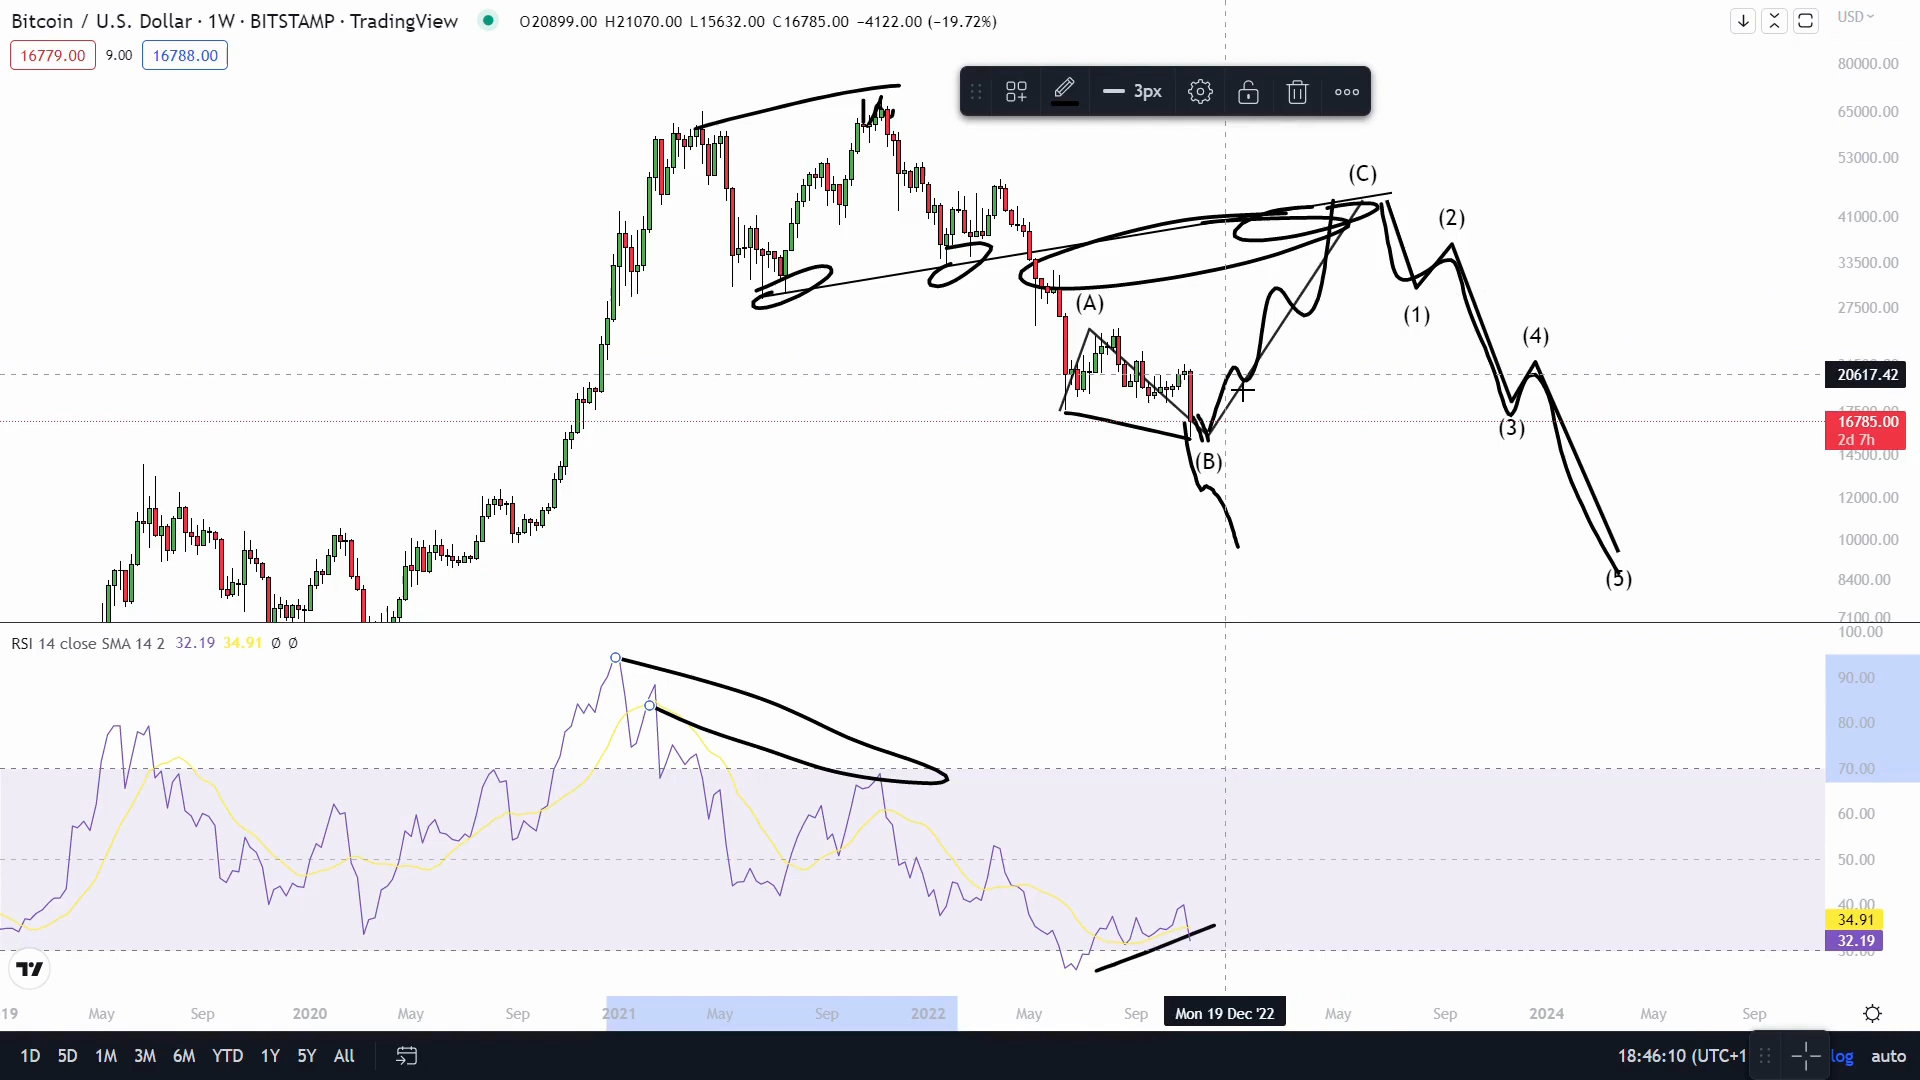 Bitcoin / U.S. Dollar · 1W · BITSTAMP · TradingView O20899.00 H21070.00 L15632.00 C16785.00 −4122.00 (−19.72%)
USD
16779.00 9.00 16788.00
3px
80000.00
65000.00
53000.00
41000.00
33500.00
27500.00
20617.42
16785.00
2d 7h
14500.00
12000.00
10000.00
8400.00
7100.00
(C)
(2)
(A)
(1)
(4)
(3)
(B)
(5)
RSI 14 close SMA 14 2 32.19 34.91 Ø Ø
100.00
90.00
80.00
70.00
60.00
50.00
40.00
34.91
32.19
30.00
19 May Sep 2020 May Sep 2021 May Sep 2022 May Sep Mon 19 Dec '22 May Sep 2024 May Sep
1D 5D 1M 3M 6M YTD 1Y 5Y All 18:46:10 (UTC+1 log auto